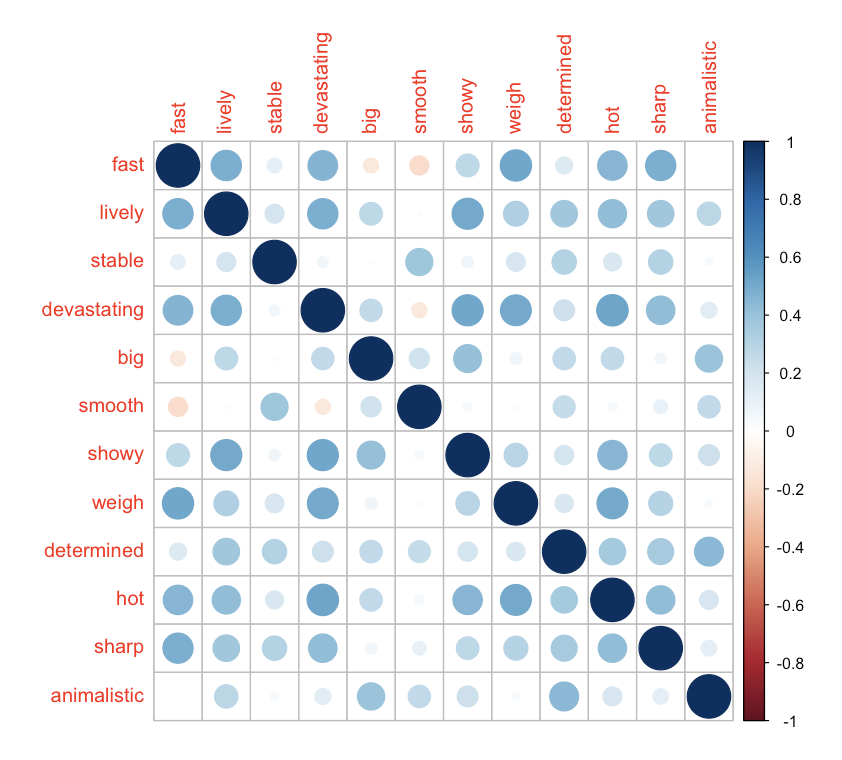 fast lively stable devastating big smooth showy weigh determined hot sharp animalistic
fast
lively
stable
devastating
big
smooth
showy
weigh
determined
hot
sharp
animalistic
1
0.8
0.6
0.4
0.2
0
-0.2
-0.4
-0.6
-0.8
-1